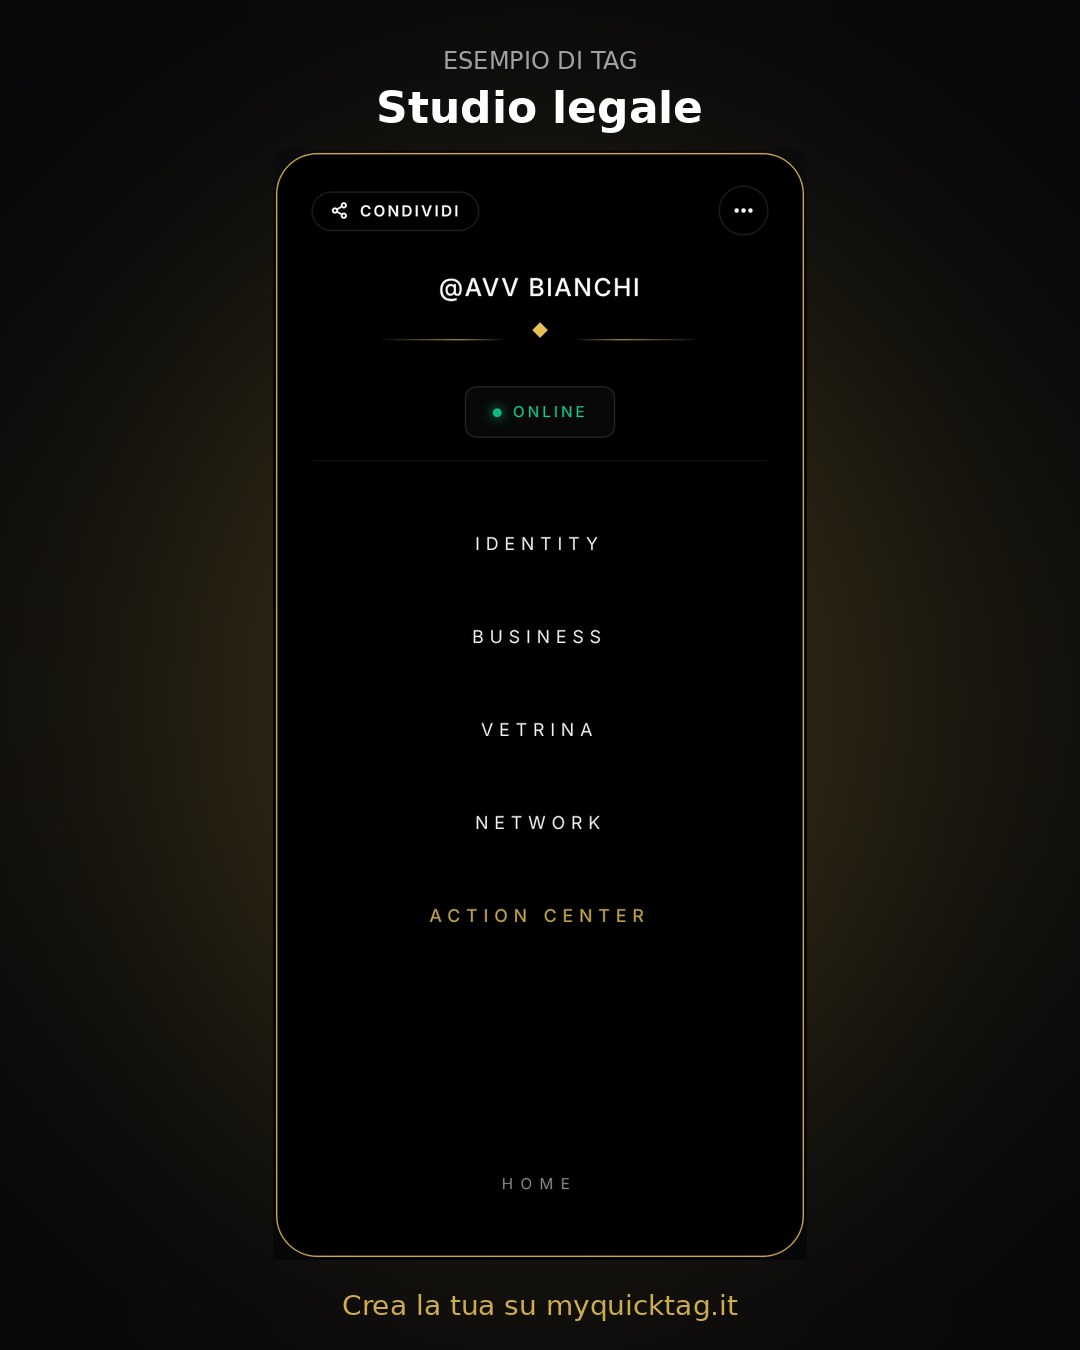 ESEMPIO DI TAG
Studio legale
CONDIVIDI
@AVV BIANCHI
ONLINE
IDENTITY
BUSINESS
VETRINA
NETWORK
ACTION CENTER
HOME
Crea la tua su myquicktag.it